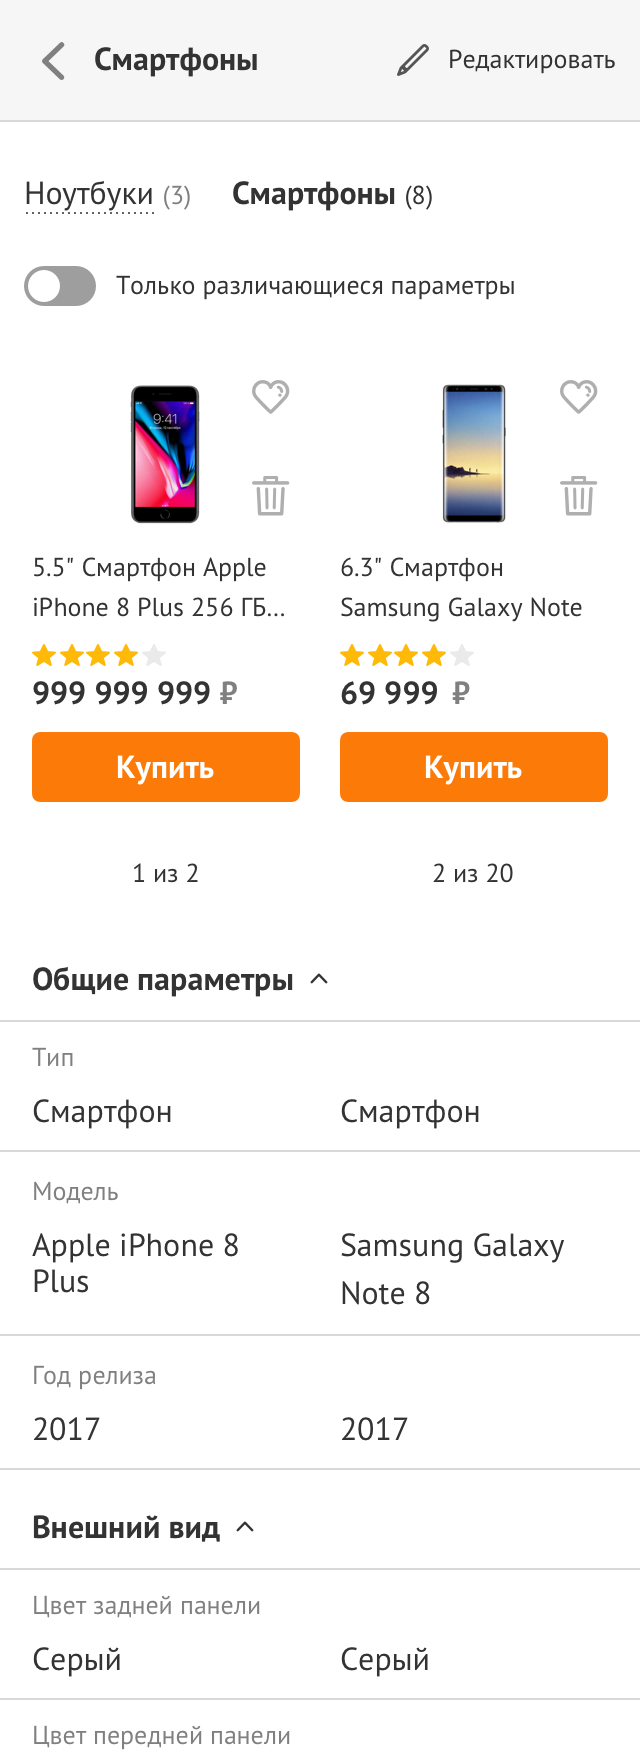 Смартфоны
Редактировать
Ноутбуки (3)
Смартфоны (8)
Только различающиеся параметры
9:41
5.5" Смартфон Apple
iPhone 8 Plus 256 ГБ...
999 999 999 ₽
Купить
1 из 2
6.3" Смартфон
Samsung Galaxy Note
69 999 ₽
Купить
2 из 20
Общие параметры
Тип
Смартфон
Смартфон
Модель
Apple iPhone 8
Plus
Samsung Galaxy
Note 8
Год релиза
2017
2017
Внешний вид
Цвет задней панели
Серый
Серый
Цвет передней панели